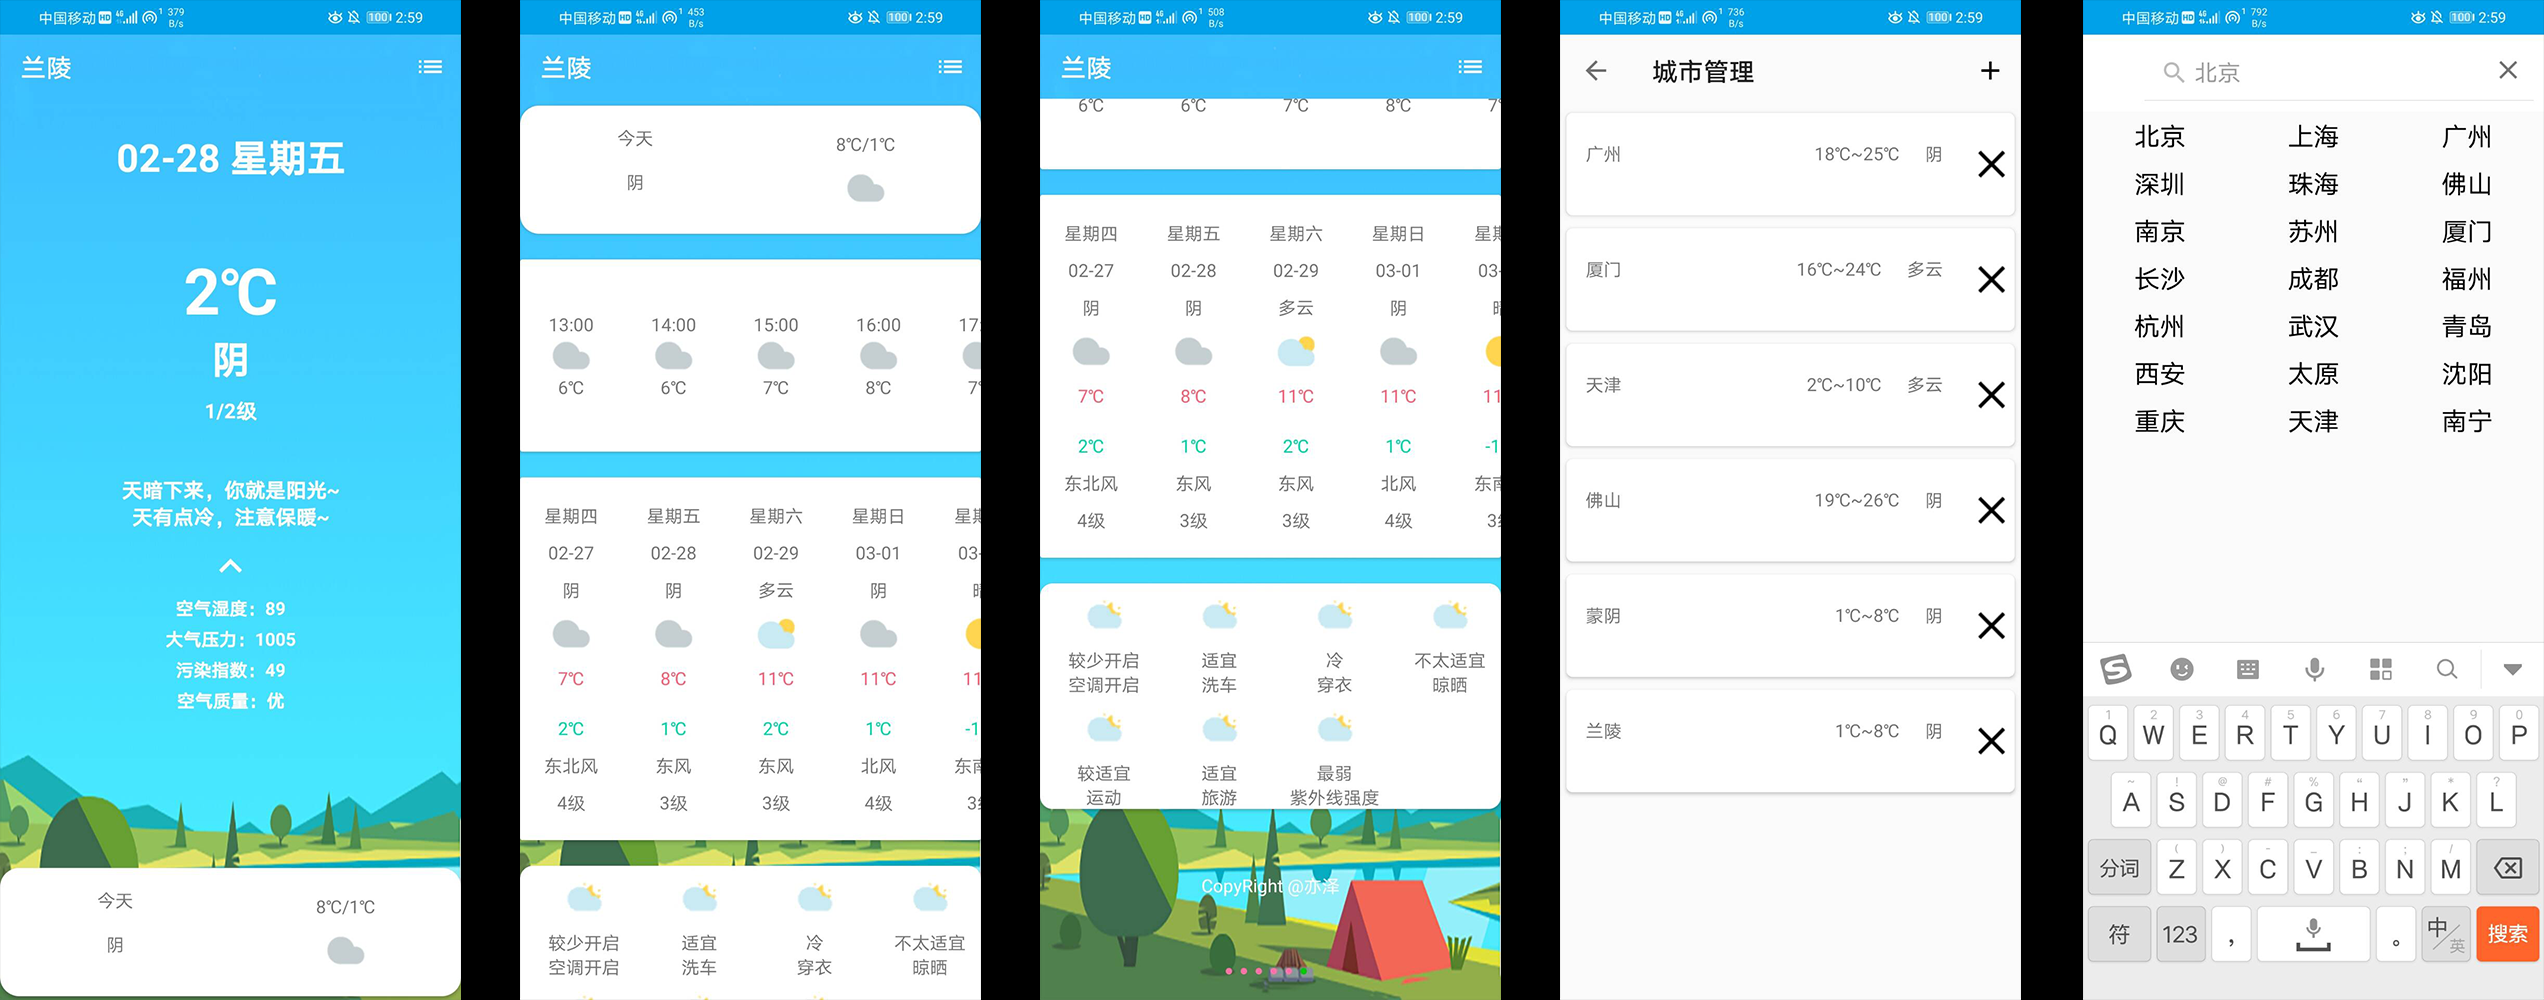 中国移动 HD 4G 1 379 B/s 100 2:59
兰陵
02-28 星期五
2℃
阴
1/2级
天暗下来，你就是阳光~
天有点冷，注意保暖~
空气湿度：89
大气压力：1005
污染指数：49
空气质量：优
今天 8℃/1℃
阴
中国移动 HD 4G 1 453 B/s 100 2:59
兰陵
今天 8℃/1℃
阴
13:00 14:00 15:00 16:00 17:
6℃ 6℃ 7℃ 8℃ 7℃
星期四 星期五 星期六 星期日 星期
02-27 02-28 02-29 03-01 03-
阴 阴 多云 阴 晴
7℃ 8℃ 11℃ 11℃ 11
2℃ 1℃ 2℃ 1℃ -1
东北风 东风 东风 北风 东南
4级 3级 3级 4级 3级
较少开启 适宜 冷 不太适宜
空调开启 洗车 穿衣 晾晒
中国移动 HD 4G 1 508 B/s 100 2:59
兰陵
6℃ 6℃ 7℃ 8℃ 7℃
星期四 星期五 星期六 星期日 星期
02-27 02-28 02-29 03-01 03-
阴 阴 多云 阴 晴
7℃ 8℃ 11℃ 11℃ 11
2℃ 1℃ 2℃ 1℃ -1
东北风 东风 东风 北风 东南
4级 3级 3级 4级 3级
较少开启 适宜 冷 不太适宜
空调开启 洗车 穿衣 晾晒
较适宜 适宜 最弱
运动 旅游 紫外线强度
CopyRight @亦泽
中国移动 HD 4G 1 736 B/s 100 2:59
城市管理
广州 18℃~25℃ 阴
厦门 16℃~24℃ 多云
天津 2℃~10℃ 多云
佛山 19℃~26℃ 阴
蒙阴 1℃~8℃ 阴
兰陵 1℃~8℃ 阴
中国移动 HD 4G 1 792 B/s 100 2:59
北京
北京 上海 广州
深圳 珠海 佛山
南京 苏州 厦门
长沙 成都 福州
杭州 武汉 青岛
西安 太原 沈阳
重庆 天津 南宁
1 2 3 4 5 6 7 8 9 0
Q W E R T Y U I O P
~ ! @ # % “ ” * ?
A S D F G H J K L
( ) - _ : ; /
分词 Z X C V B N M
符 123 ， 。 中/英 搜索